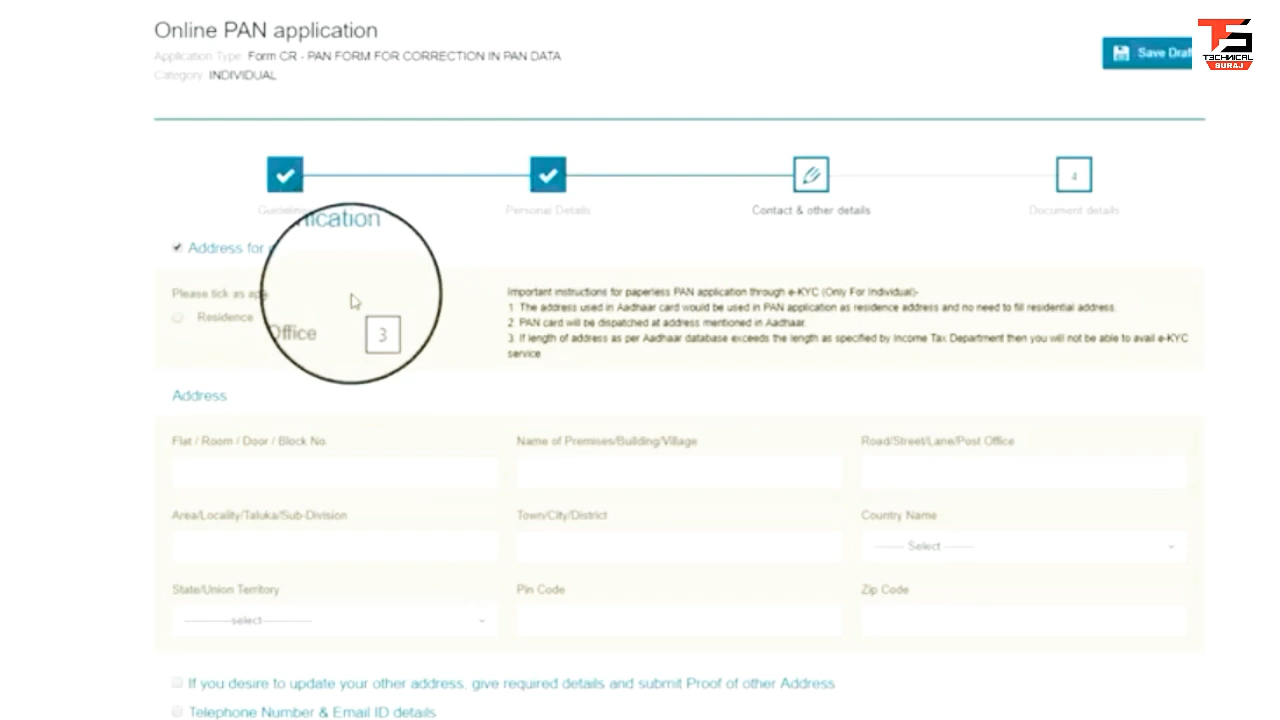 Online PAN application
Application Type: Form CR - PAN FORM FOR CORRECTION IN PAN DATA
Category: INDIVIDUAL
Save Draf
TS
TECHNICAL
SURAJ
4
Personal Details
Contact & other details
Document details
ication
Address for
Please tick as
Residence
Office
3
Important instructions for paperless PAN application through e-KYC (Only For Individual)-
1. The address used in Aadhaar card would be used in PAN application as residence address and no need to fill residential address.
2. PAN card will be dispatched at address mentioned in Aadhaar.
3. If length of address as per Aadhaar database exceeds the length as specified by Income Tax Department then you will not be able to avail e-KYC
service
Address
Flat / Room / Door / Block No.
Name of Premises/Building/Village
Road/Street/Lane/Post Office
Area/Locality/Taluka/Sub-Division
Town/City/District
Country Name
-------- Select --------
State/Union Territory
Pin Code
Zip Code
-------------select-------------
If you desire to update your other address, give required details and submit Proof of other Address
Telephone Number & Email ID details